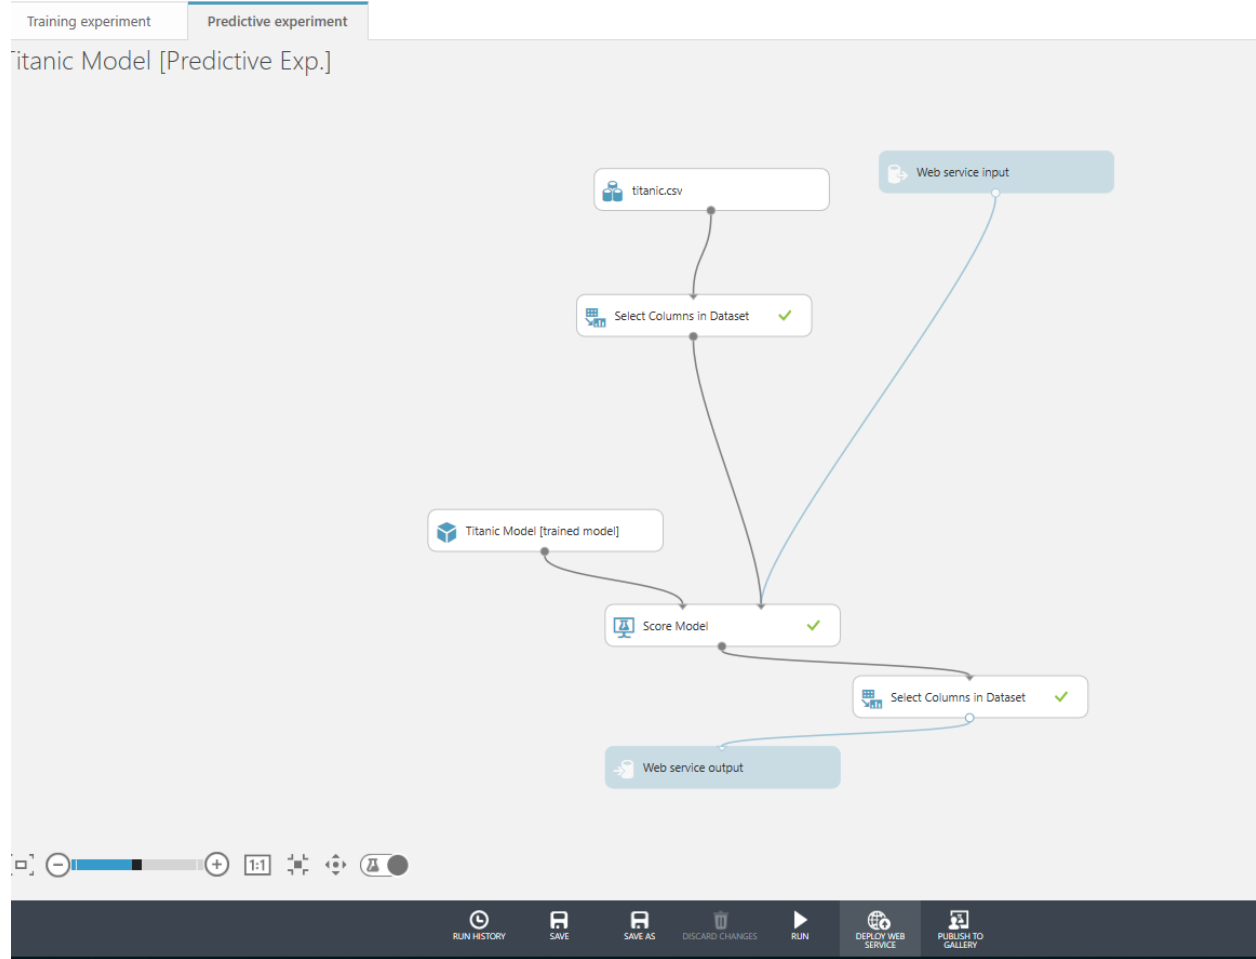 Training experiment
Predictive experiment
Titanic Model [Predictive Exp.]
Web service input
titanic.csv
Select Columns in Dataset
Titanic Model [trained model]
Score Model
Select Columns in Dataset
Web service output
1:1
RUN HISTORY
SAVE
SAVE AS
DISCARD CHANGES
RUN
DEPLOY WEB
SERVICE
PUBLISH TO
GALLERY